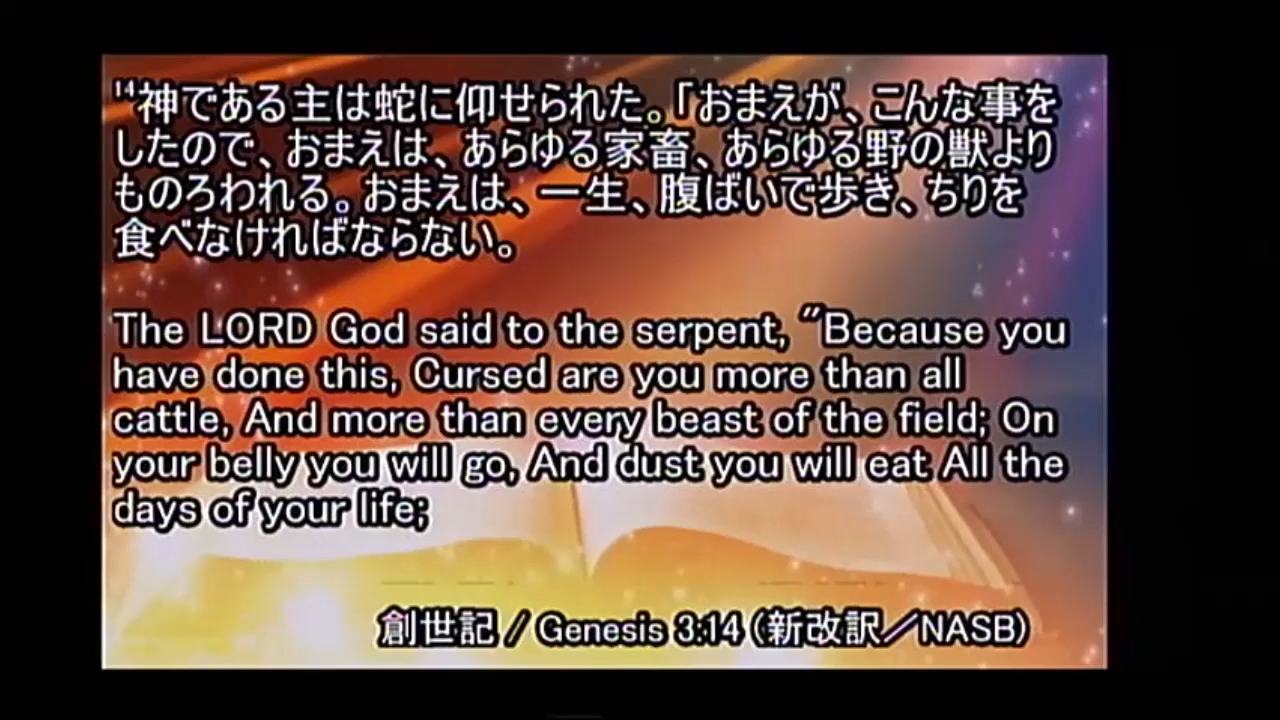 14神である主は蛇に仰せられた。「おまえが、こんな事を
したので、おまえは、あらゆる家畜、あらゆる野の獣より
ものろわれる。おまえは、一生、腹ばいで歩き、ちりを
食べなければならない。
The LORD God said to the serpent, "Because you
have done this, Cursed are you more than all
cattle, And more than every beast of the field; On
your belly you will go, And dust you will eat All the
days of your life;
創世記 / Genesis 3:14 (新改訳／NASB)